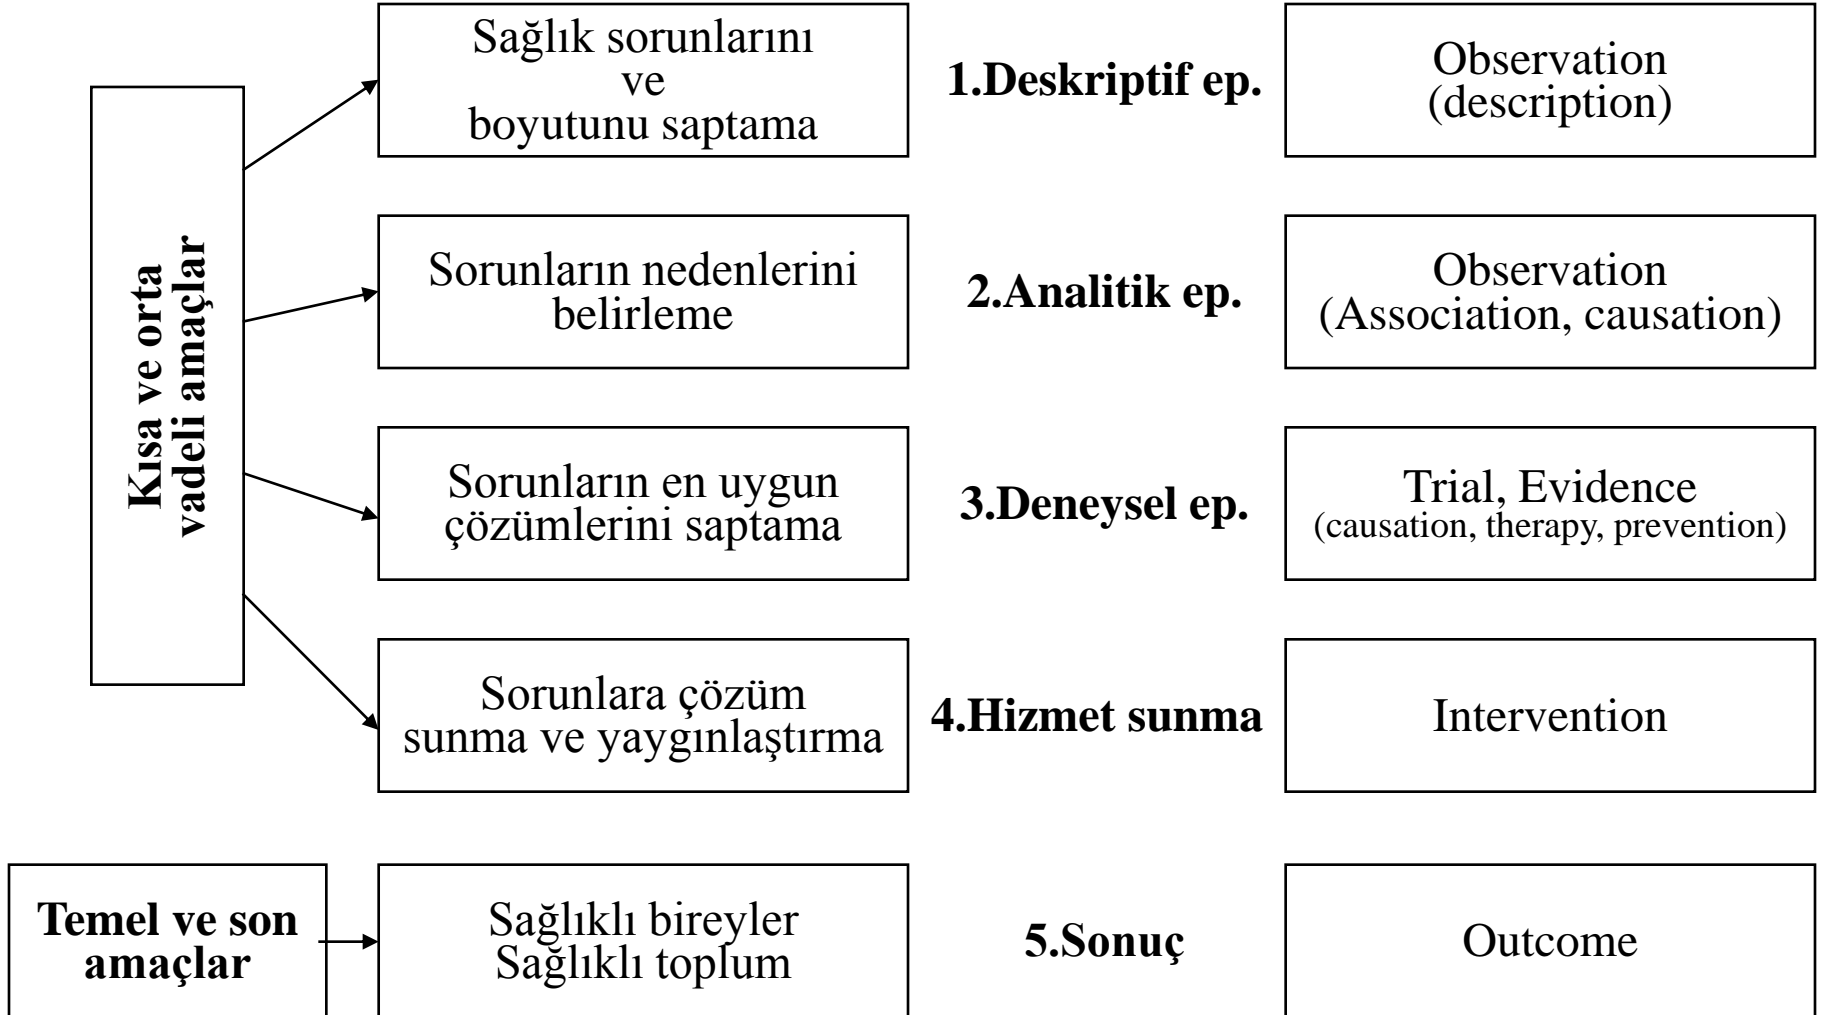 Kısa ve orta
vadeli amaçlar
Sağlık sorunlarını
ve
boyutunu saptama
1.Deskriptif ep.
Observation
(description)
Sorunların nedenlerini
belirleme
2.Analitik ep.
Observation
(Association, causation)
Sorunların en uygun
çözümlerini saptama
3.Deneysel ep.
Trial, Evidence
(causation, therapy, prevention)
Sorunlara çözüm
sunma ve yaygınlaştırma
4.Hizmet sunma
Intervention
Temel ve son
amaçlar
Sağlıklı bireyler
Sağlıklı toplum
5.Sonuç
Outcome